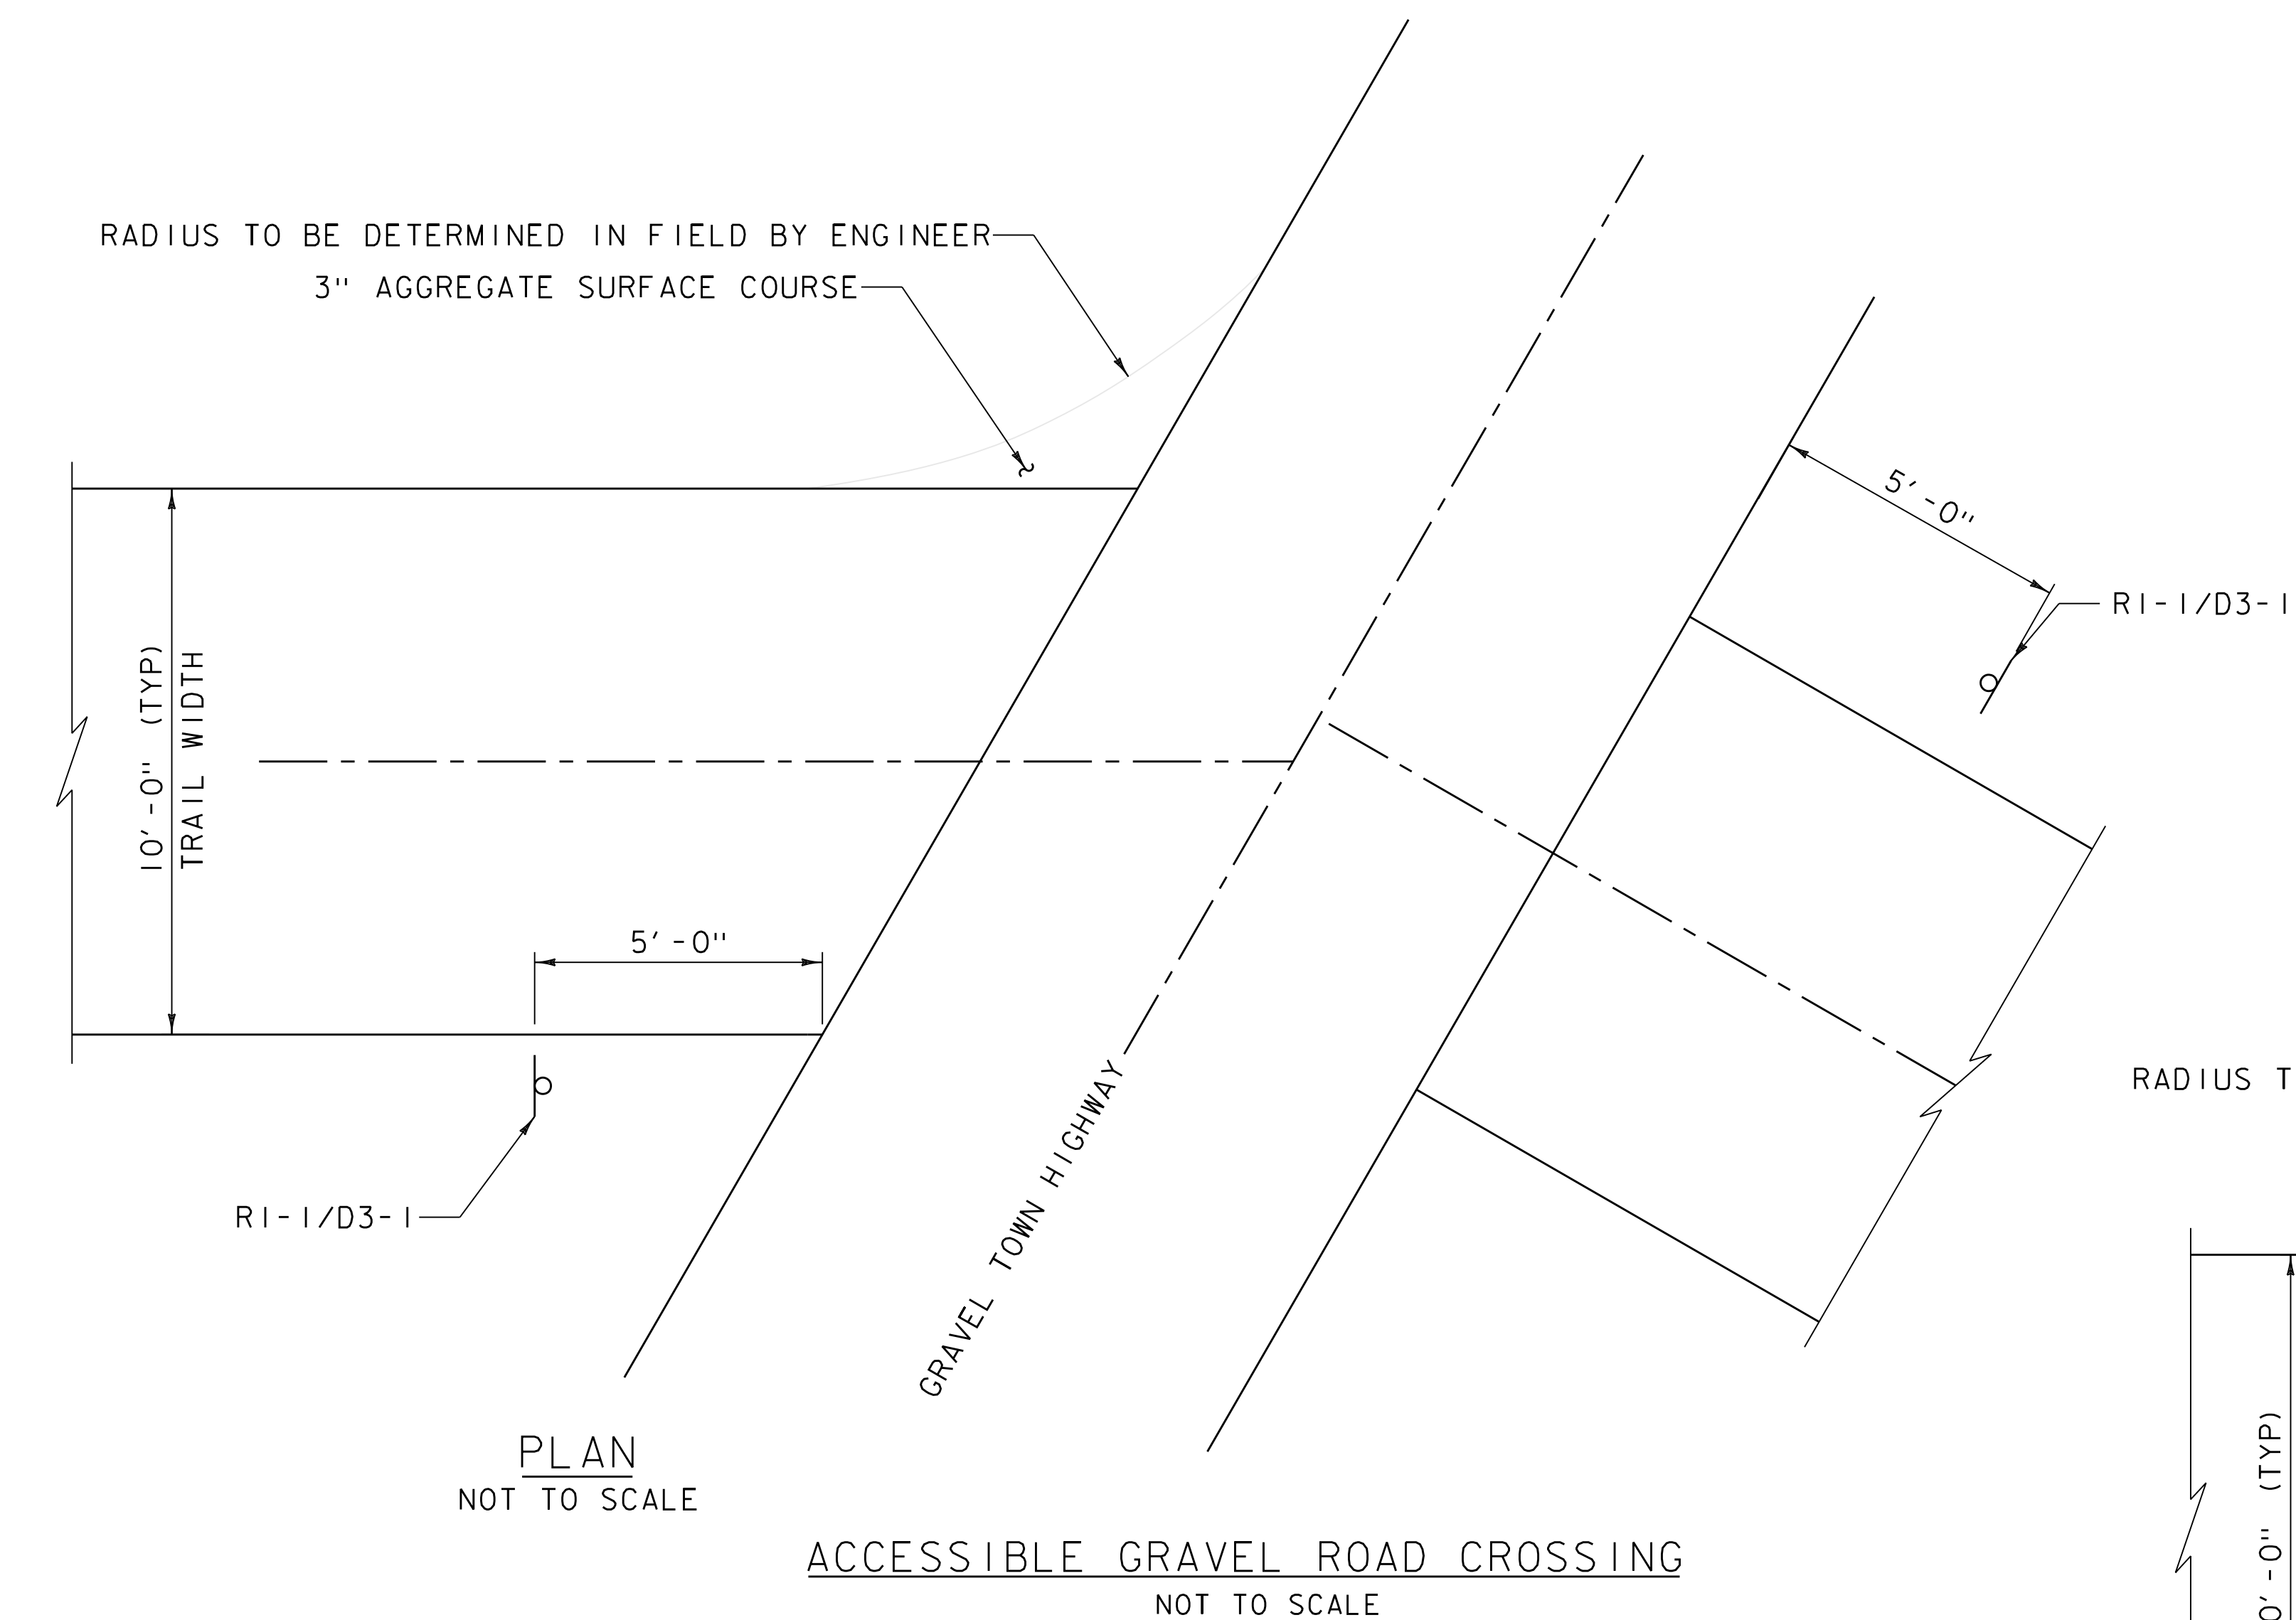 RADIUS TO BE DETERMINED IN FIELD BY ENGINEER
3" AGGREGATE SURFACE COURSE
5'-0"
R1-1/D3-1
10'-0" (TYP)
TRAIL WIDTH
5'-0"
R1-1/D3-1
GRAVEL TOWN HIGHWAY
RADIUS T
0'-0" (TYP)
PLAN
NOT TO SCALE
ACCESSIBLE GRAVEL ROAD CROSSING
NOT TO SCALE